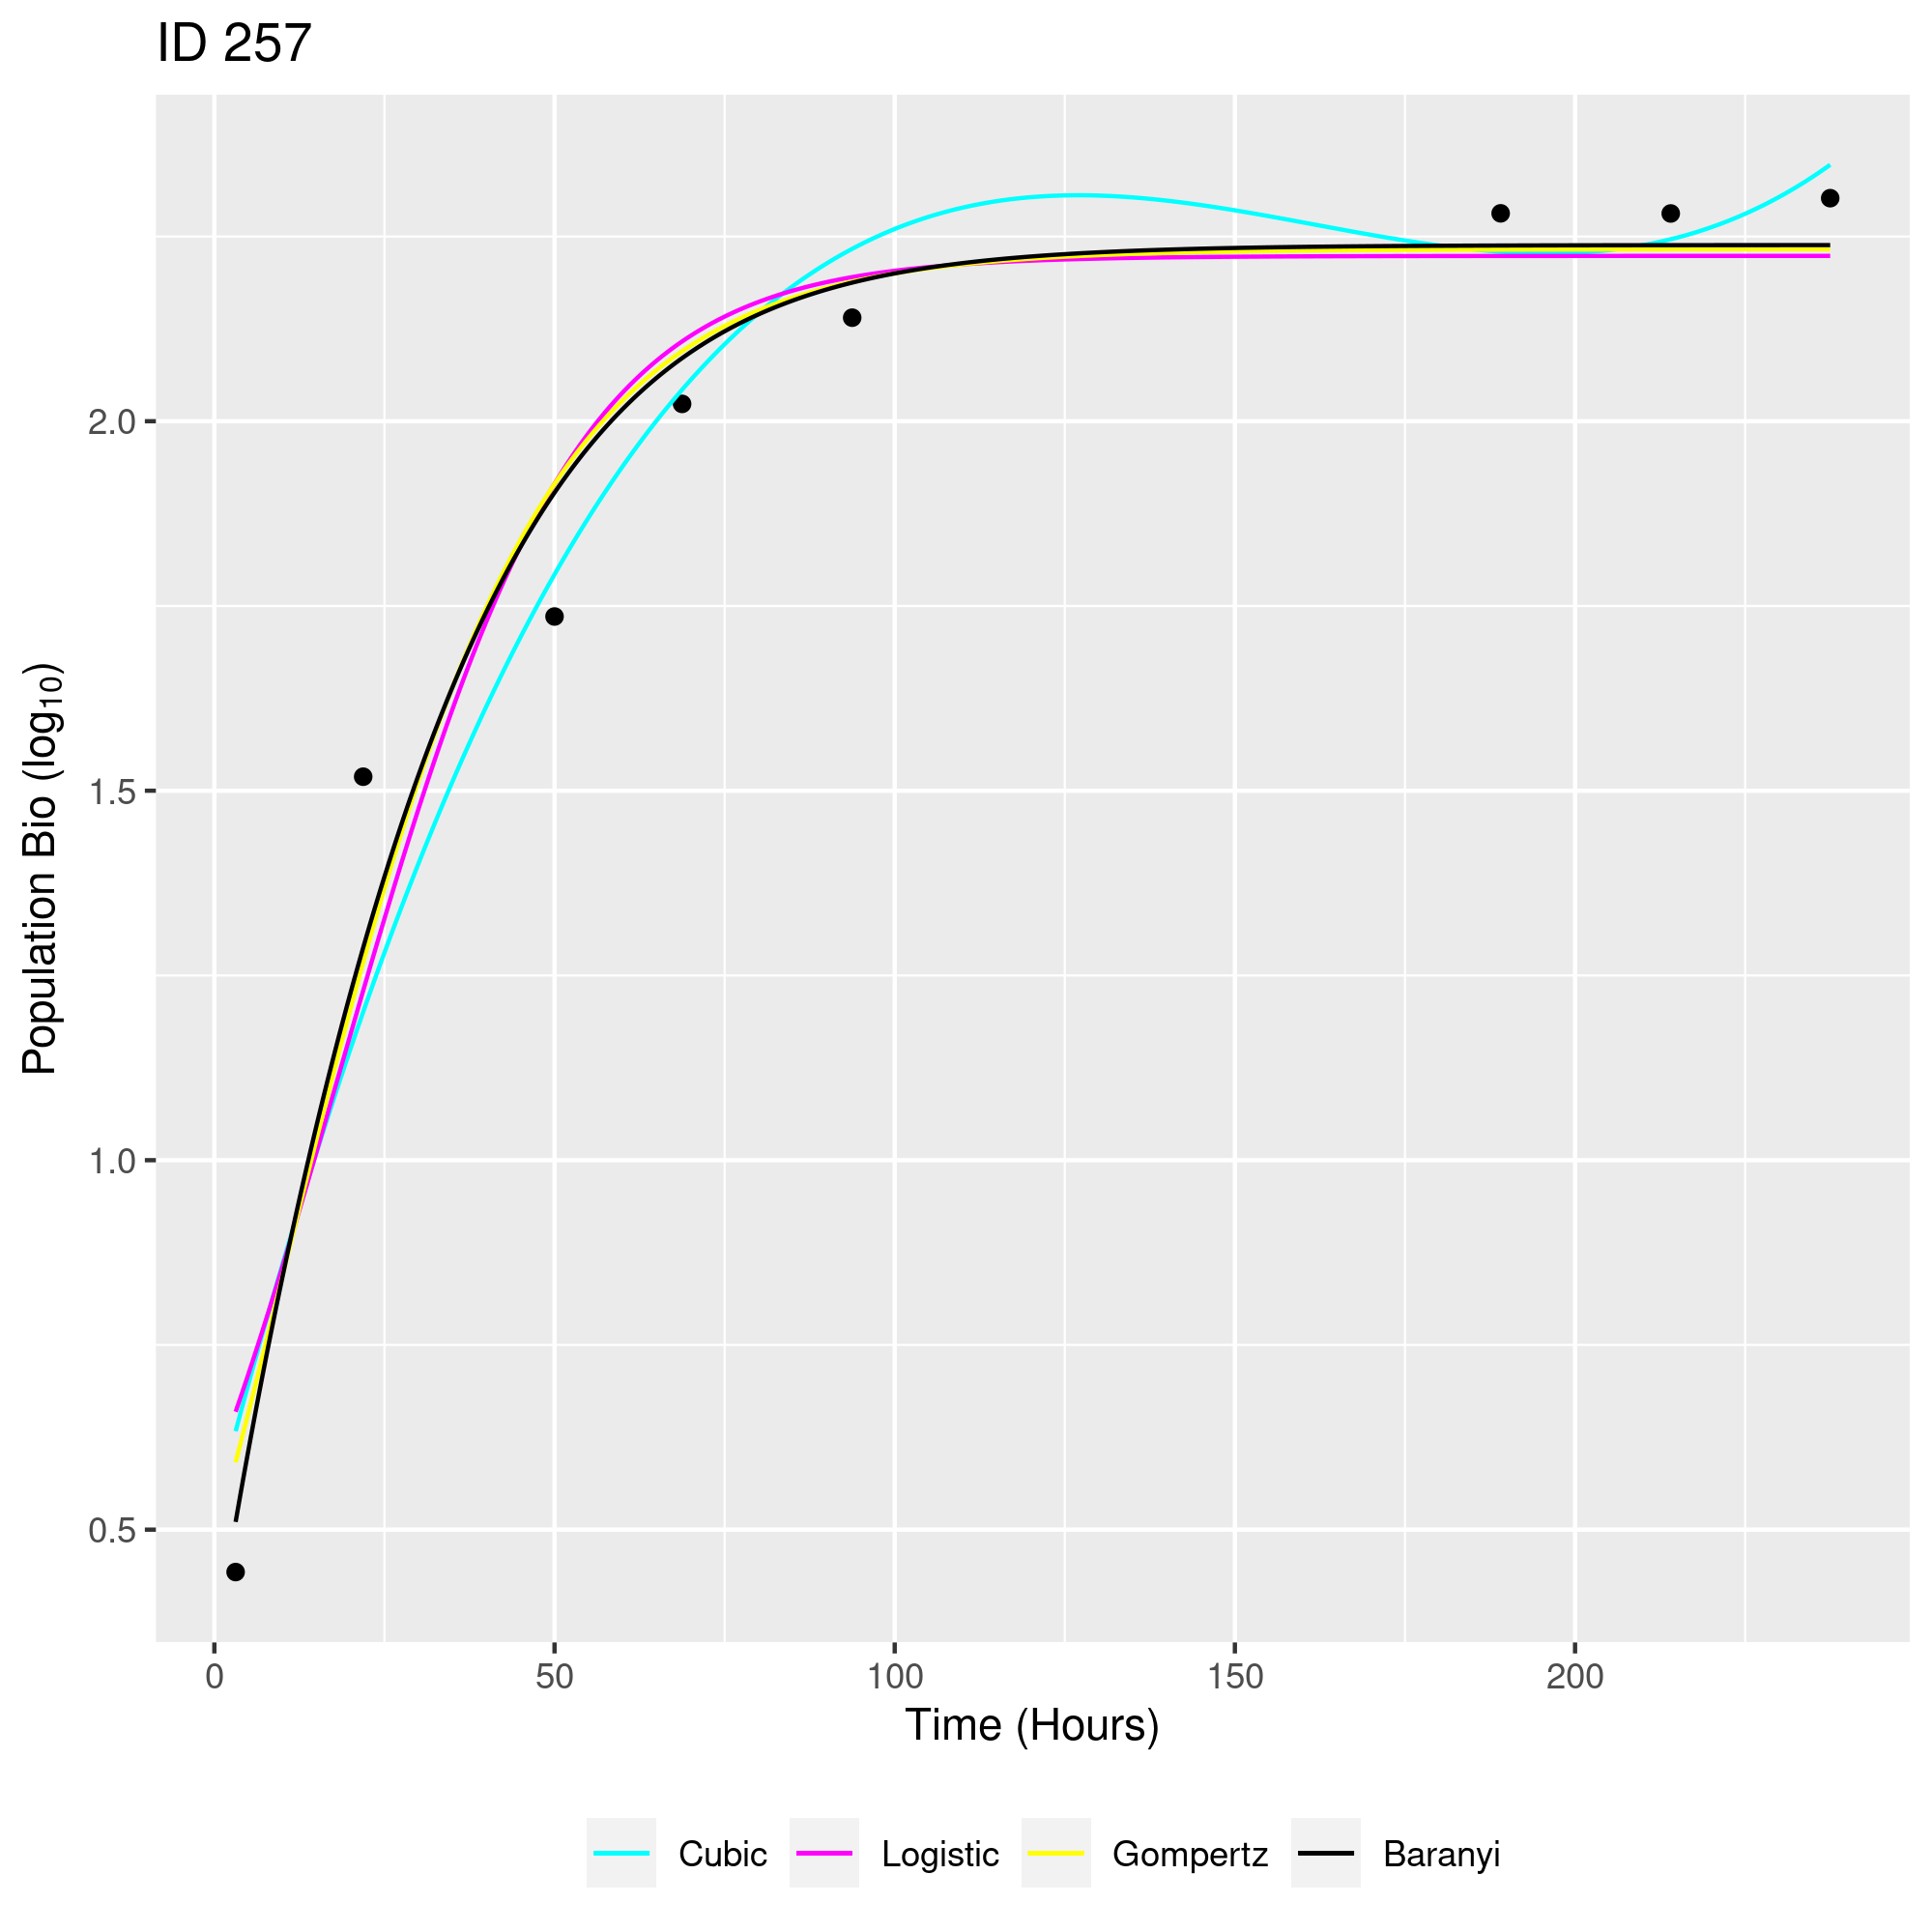 ID 257
Population Bio (log₁₀)
2.0
1.5
1.0
0.5
0 50 100 150 200
Time (Hours)
Cubic Logistic Gompertz Baranyi